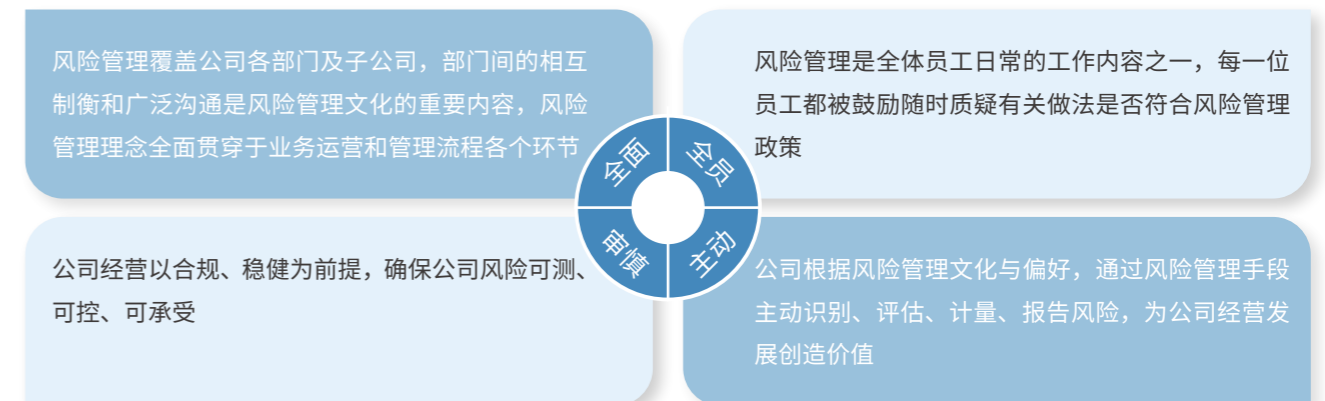 风险管理覆盖公司各部门及子公司，部门间的相互
制衡和广泛沟通是风险管理文化的重要内容，风险
管理理念全面贯穿于业务运营和管理流程各个环节
风险管理是全体员工日常的工作内容之一，每一位
员工都被鼓励随时质疑有关做法是否符合风险管理
政策
全面
全员
审慎
主动
公司经营以合规、稳健为前提，确保公司风险可测、
可控、可承受
公司根据风险管理文化与偏好，通过风险管理手段
主动识别、评估、计量、报告风险，为公司经营发
展创造价值